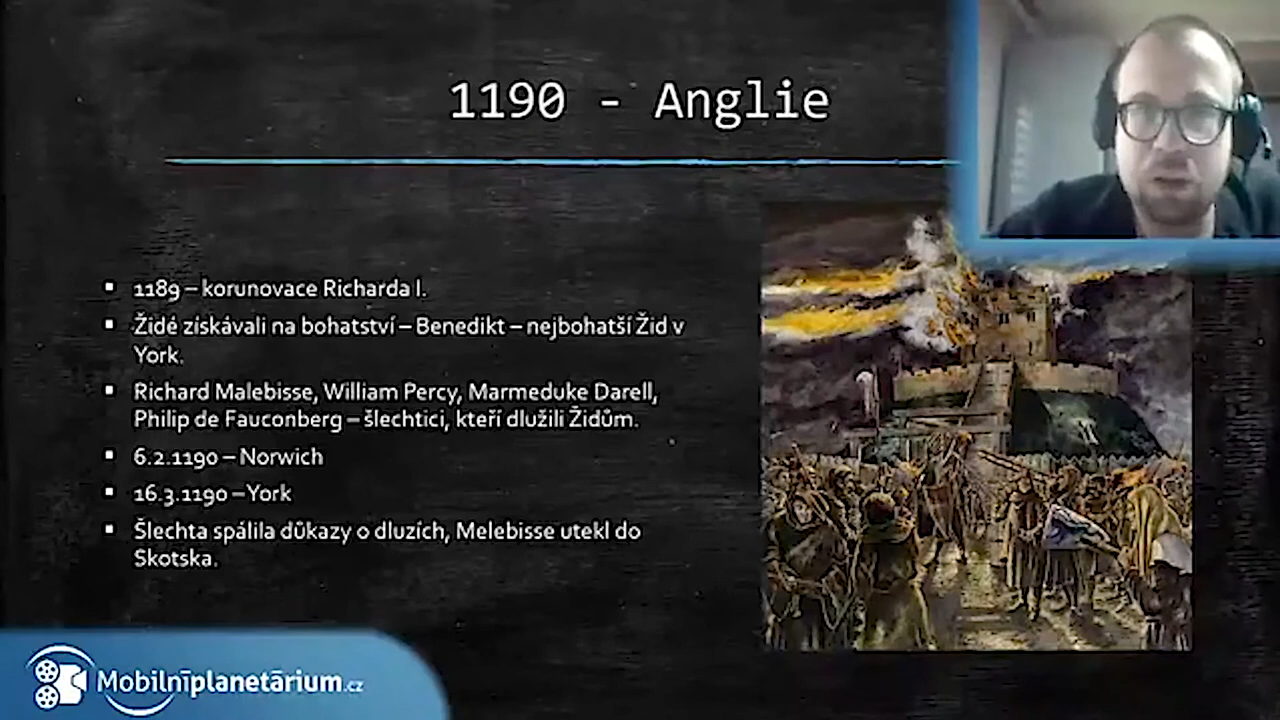 1190 - Anglie
1189 – korunovace Richarda I.
Židé získávali na bohatství – Benedikt – nejbohatší Žid v
York.
Richard Malebisse, William Percy, Marmeduke Darell,
Philip de Fauconberg – šlechtici, kteří dlužili Židům.
6.2.1190 – Norwich
16.3.1190 – York
Šlechta spálila důkazy o dluzích, Melebisse utekl do
Skotska.
Mobilníplanetárium.cz